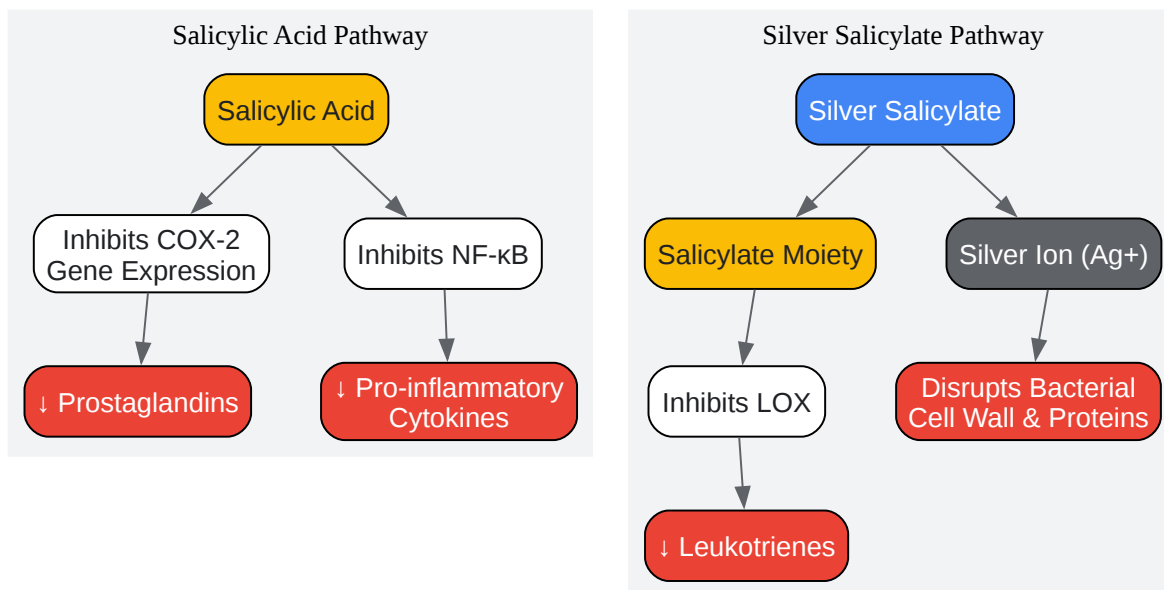 Salicylic Acid Pathway
Salicylic Acid
Inhibits COX-2
Gene Expression
Inhibits NF-κB
↓ Prostaglandins
↓ Pro-inflammatory
Cytokines
Silver Salicylate Pathway
Silver Salicylate
Salicylate Moiety
Silver Ion (Ag+)
Inhibits LOX
Disrupts Bacterial
Cell Wall & Proteins
↓ Leukotrienes